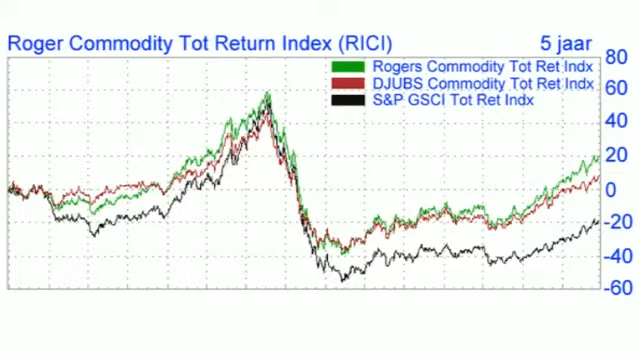 Roger Commodity Tot Return Index (RICI) 5 jaar
Rogers Commodity Tot Ret Indx
DJUBS Commodity Tot Ret Indx
S&P GSCI Tot Ret Indx
80
60
40
20
0
-20
-40
-60